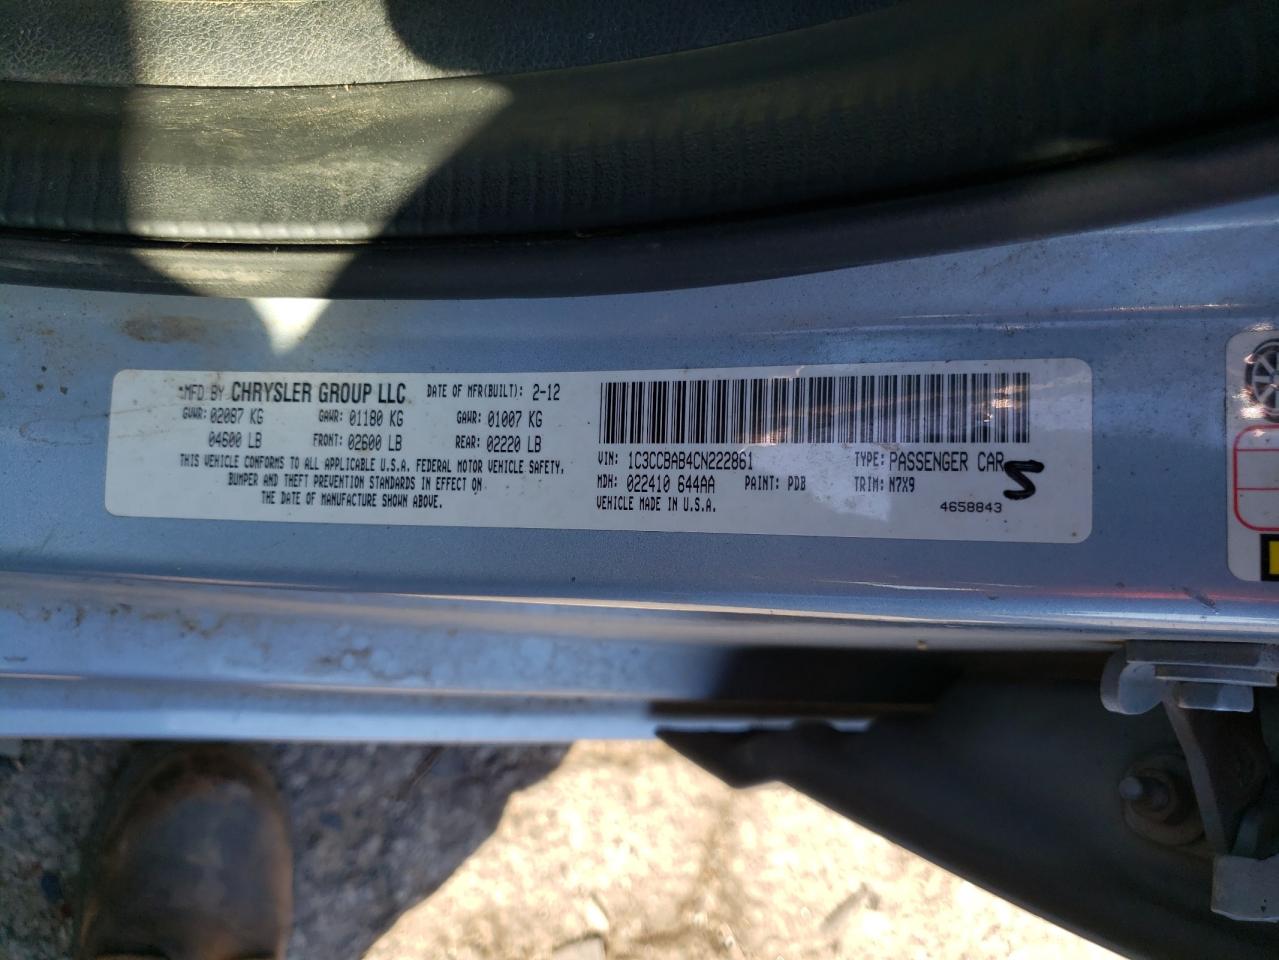 MFD BY CHRYSLER GROUP LLC DATE OF MFR(BUILT): 2-12
GVWR: 02087 KG GAWR: 01180 KG GAWR: 01007 KG
04600 LB FRONT: 02600 LB REAR: 02220 LB
THIS VEHICLE CONFORMS TO ALL APPLICABLE U.S.A. FEDERAL MOTOR VEHICLE SAFETY,
BUMPER AND THEFT PREVENTION STANDARDS IN EFFECT ON
THE DATE OF MANUFACTURE SHOWN ABOVE.
VIN: 1C3CCBAB4CN222861 TYPE: PASSENGER CAR
MDH: 022410 644AA PAINT: PDB TRIM: N7X9
VEHICLE MADE IN U.S.A. 4658843
S